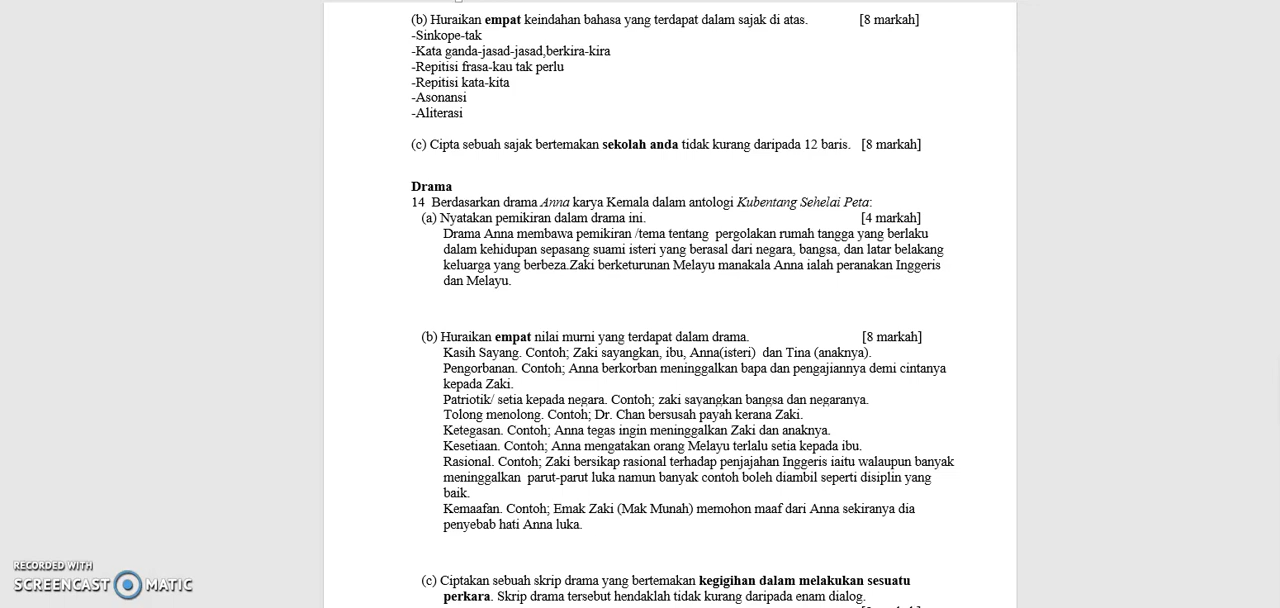 (b) Huraikan empat keindahan bahasa yang terdapat dalam sajak di atas. [8 markah]
-Sinkope-tak
-Kata ganda-jasad-jasad,berkira-kira
-Repitisi frasa-kau tak perlu
-Repitisi kata-kita
-Asonansi
-Aliterasi
(c) Cipta sebuah sajak bertemakan sekolah anda tidak kurang daripada 12 baris. [8 markah]
Drama
14 Berdasarkan drama Anna karya Kemala dalam antologi Kubentang Sehelai Peta:
(a) Nyatakan pemikiran dalam drama ini. [4 markah]
Drama Anna membawa pemikiran /tema tentang pergolakan rumah tangga yang berlaku
dalam kehidupan sepasang suami isteri yang berasal dari negara, bangsa, dan latar belakang
keluarga yang berbeza.Zaki berketurunan Melayu manakala Anna ialah peranakan Inggeris
dan Melayu.
(b) Huraikan empat nilai murni yang terdapat dalam drama. [8 markah]
Kasih Sayang. Contoh; Zaki sayangkan, ibu, Anna(isteri) dan Tina (anaknya).
Pengorbanan. Contoh; Anna berkorban meninggalkan bapa dan pengajiannya demi cintanya
kepada Zaki.
Patriotik/ setia kepada negara. Contoh; zaki sayangkan bangsa dan negaranya.
Tolong menolong. Contoh; Dr. Chan bersusah payah kerana Zaki.
Ketegasan. Contoh; Anna tegas ingin meninggalkan Zaki dan anaknya.
Kesetiaan. Contoh; Anna mengatakan orang Melayu terlalu setia kepada ibu.
Rasional. Contoh; Zaki bersikap rasional terhadap penjajahan Inggeris iaitu walaupun banyak
meninggalkan parut-parut luka namun banyak contoh boleh diambil seperti disiplin yang
baik.
Kemaafan. Contoh; Emak Zaki (Mak Munah) memohon maaf dari Anna sekiranya dia
penyebab hati Anna luka.
(c) Ciptakan sebuah skrip drama yang bertemakan kegigihan dalam melakukan sesuatu
perkara. Skrip drama tersebut hendaklah tidak kurang daripada enam dialog.
RECORDED WITH
SCREENCAST MATIC